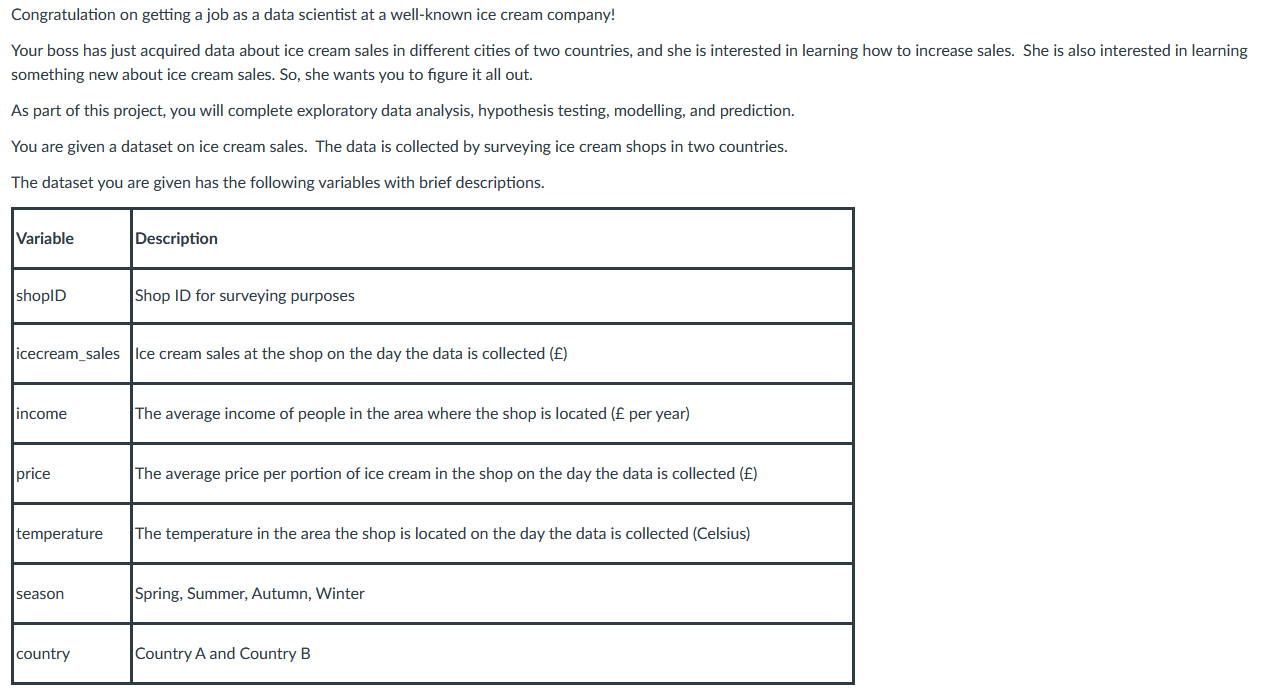 Congratulation on getting a job as a data scientist at a well-known ice cream company!
Your boss has just acquired data about ice cream sales in different cities of two countries, and she is interested in learning how to increase sales.  She is also interested in learning
something new about ice cream sales. So, she wants you to figure it all out.
As part of this project, you will complete exploratory data analysis, hypothesis testing, modelling, and prediction.
You are given a dataset on ice cream sales.  The data is collected by surveying ice cream shops in two countries.
The dataset you are given has the following variables with brief descriptions.
Variable Description
shopID Shop ID for surveying purposes
icecream_sales Ice cream sales at the shop on the day the data is collected (£)
income The average income of people in the area where the shop is located (£ per year)
price The average price per portion of ice cream in the shop on the day the data is collected (£)
temperature The temperature in the area the shop is located on the day the data is collected (Celsius)
season Spring, Summer, Autumn, Winter
country Country A and Country B